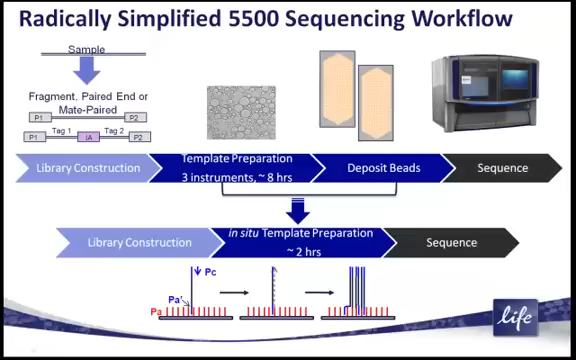 Radically Simplified 5500 Sequencing Workflow
Sample
Fragment, Paired End or
Mate-Paired
P1 P2
Tag 1 Tag 2
P1 IA P2
Library Construction
Template Preparation
3 instruments, ~ 8 hrs
Deposit Beads
Sequence
Library Construction
in situ Template Preparation
~ 2 hrs
Sequence
Pc
Pa'
Pa
life